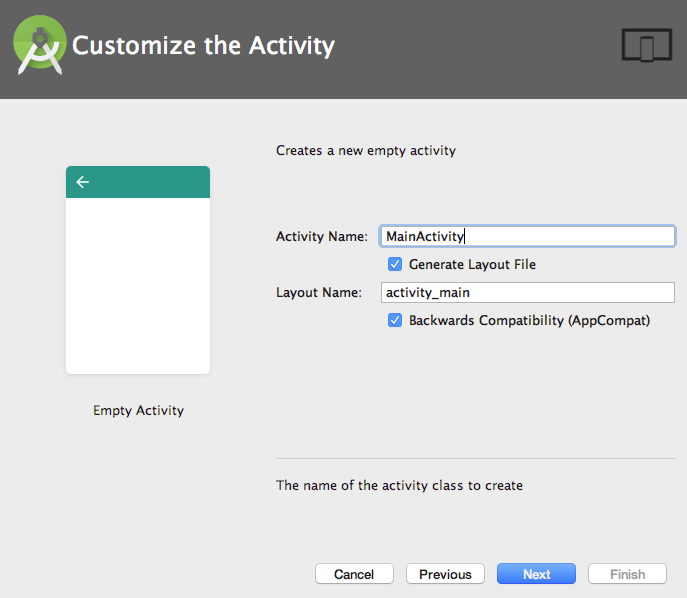 Customize the Activity
Creates a new empty activity
Activity Name: MainActivity
Generate Layout File
Layout Name: activity_main
Backwards Compatibility (AppCompat)
Empty Activity
The name of the activity class to create
Cancel Previous Next Finish